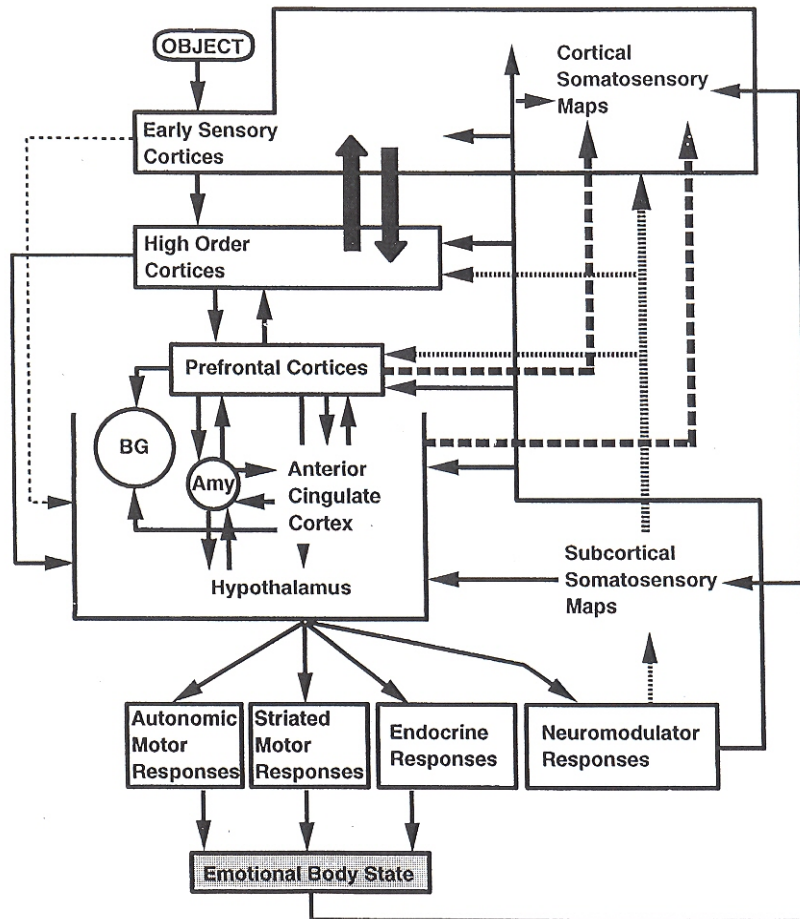 OBJECT
Cortical
Somatosensory
Maps
Early Sensory
Cortices
High Order
Cortices
Prefrontal Cortices
BG
Amy
Anterior
Cingulate
Cortex
Hypothalamus
Subcortical
Somatosensory
Maps
Autonomic
Motor
Responses
Striated
Motor
Responses
Endocrine
Responses
Neuromodulator
Responses
Emotional Body State